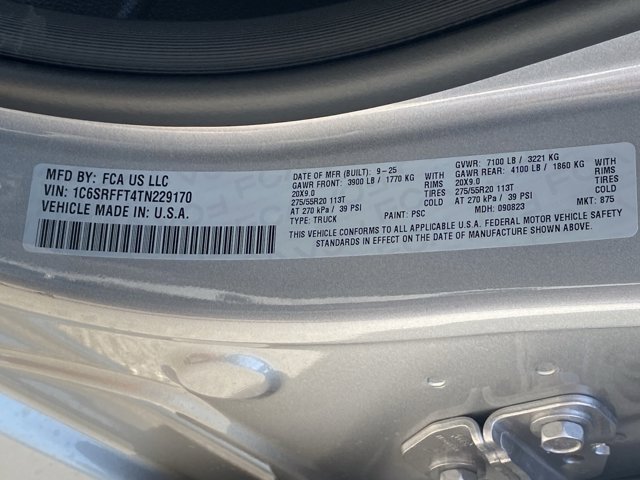 MFD BY: FCA US LLC
VIN: 1C6SRFFT4TN229170
VEHICLE MADE IN: U.S.A.
DATE OF MFR (BUILT): 9-25 GVWR: 7100 LB / 3221 KG
GAWR FRONT: 3900 LB / 1770 KG WITH GAWR REAR: 4100 LB / 1860 KG WITH
20X9.0 RIMS 20X9.0 RIMS
275/55R20 113T TIRES 275/55R20 113T TIRES
AT 270 kPa / 39 PSI COLD AT 270 kPa / 39 PSI COLD
TYPE: TRUCK PAINT: PSC MDH: 090823 MKT: 875
THIS VEHICLE CONFORMS TO ALL APPLICABLE U.S.A. FEDERAL MOTOR VEHICLE SAFETY
STANDARDS IN EFFECT ON THE DATE OF MANUFACTURE SHOWN ABOVE.